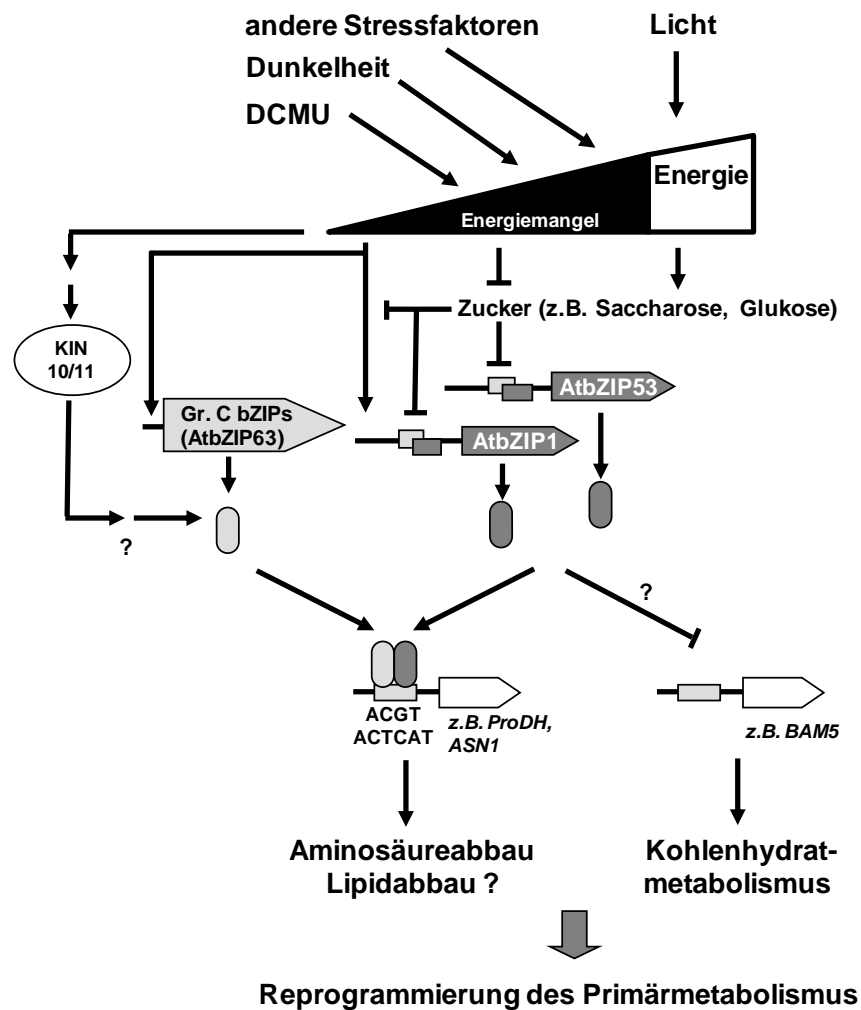 andere Stressfaktoren
Licht
Dunkelheit
DCMU
Energie
Energiemangel
Zucker (z.B. Saccharose, Glukose)
KIN
10/11
AtbZIP53
Gr. C bZIPs
(AtbZIP63)
AtbZIP1
?
?
ACGT
ACTCAT
z.B. ProDH,
ASN1
z.B. BAM5
Aminosäureabbau
Lipidabbau ?
Kohlenhydrat-
metabolismus
Reprogrammierung des Primärmetabolismus